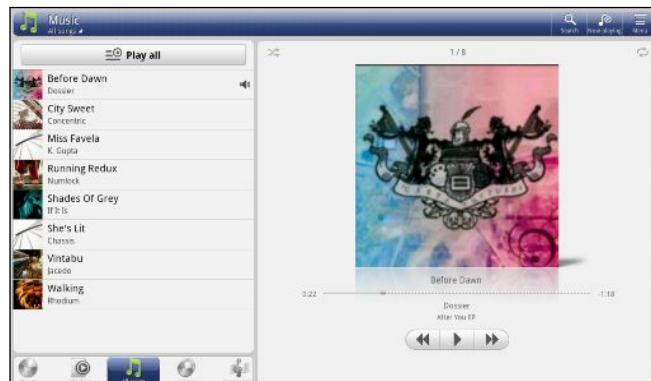 Music
All songs
Search
Now playing
Menu
Play all
Before Dawn
Dossier
City Sweet
Concentric
Miss Favela
K. Gupta
Running Redux
Numlock
Shades Of Grey
If It Is
She's Lit
Chassis
Vintabu
Jacedo
Walking
Rhodium
All songs
1 / 8
Before Dawn
0:22
-1:18
Dossier
After You EP